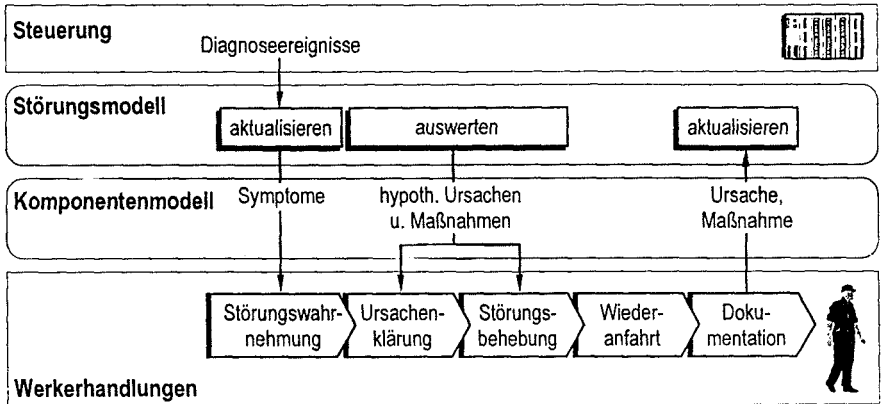 Steuerung
Diagnoseereignisse
Störungsmodell
aktualisieren
auswerten
aktualisieren
Komponentenmodell
Symptome
hypoth. Ursachen
u. Maßnahmen
Ursache,
Maßnahme
Störungswahr-
nehmung
Ursachen-
klärung
Störungs-
behebung
Wieder-
anfahrt
Doku-
mentation
Werkerhandlungen